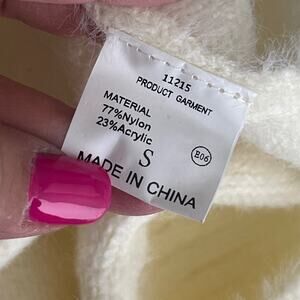 11215
PRODUCT GARMENT
MATERIAL
77%Nylon
23%Acrylic
S
E06
MADE IN CHINA